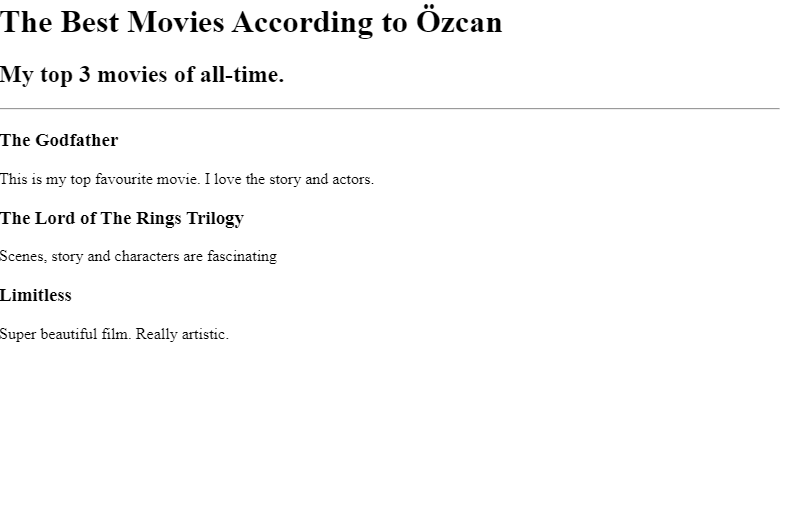 The Best Movies According to Özcan
My top 3 movies of all-time.
The Godfather
This is my top favourite movie. I love the story and actors.
The Lord of The Rings Trilogy
Scenes, story and characters are fascinating
Limitless
Super beautiful film. Really artistic.